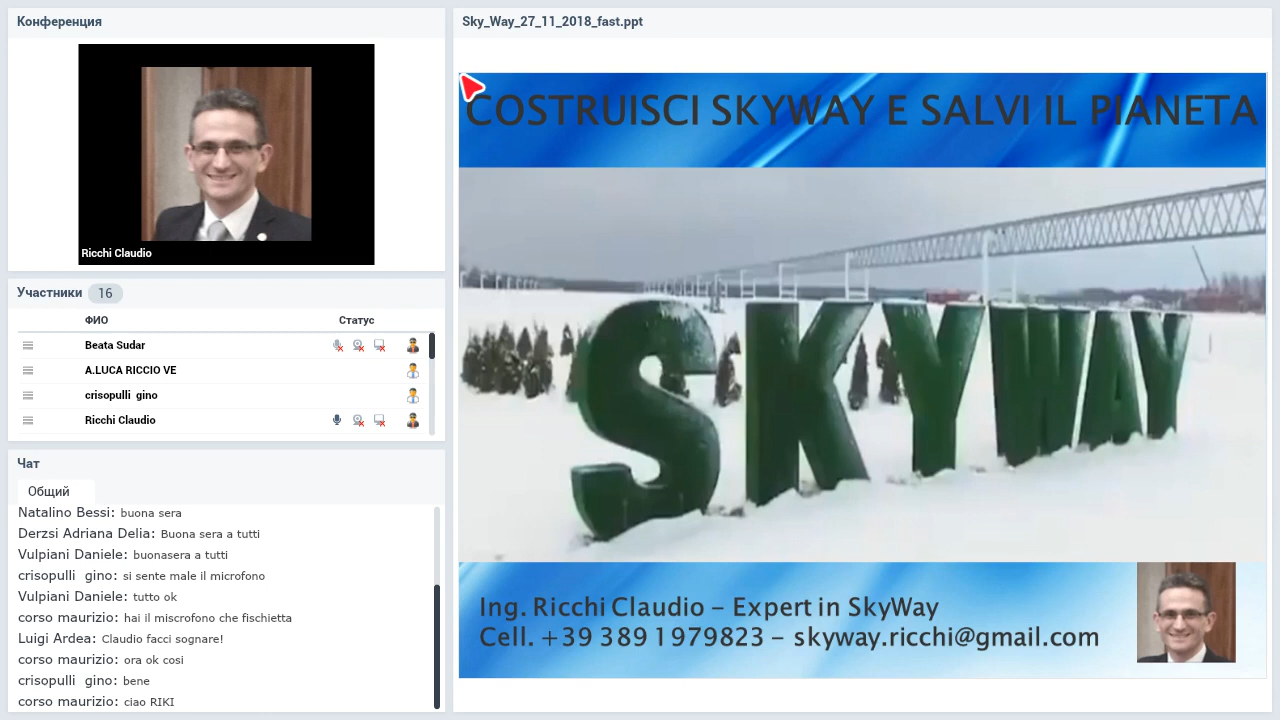 Конференция
Ricchi Claudio
Участники 16
ФИО Статус
Beata Sudar
A.LUCA RICCIO VE
crisopulli gino
Ricchi Claudio
Чат
Общий
Natalino Bessi: buona sera
Derzsi Adriana Delia: Buona sera a tutti
Vulpiani Daniele: buonasera a tutti
crisopulli gino: si sente male il microfono
Vulpiani Daniele: tutto ok
corso maurizio: hai il miscrofono che fischietta
Luigi Ardea: Claudio facci sognare!
corso maurizio: ora ok cosi
crisopulli gino: bene
corso maurizio: ciao RIKI
Sky_Way_27_11_2018_fast.ppt
COSTRUISCI SKYWAY E SALVI IL PIANETA
SKYWAY
Ing. Ricchi Claudio – Expert in SkyWay
Cell. +39 389 1979823 – skyway.ricchi@gmail.com